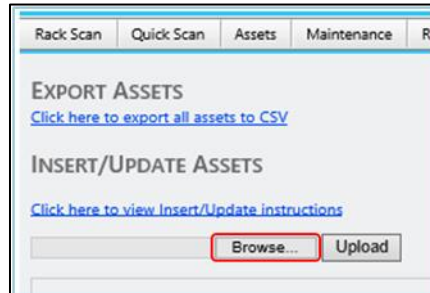 Rack Scan Quick Scan Assets Maintenance R
EXPORT ASSETS
Click here to export all assets to CSV
INSERT/UPDATE ASSETS
Click here to view Insert/Update instructions
Browse... Upload